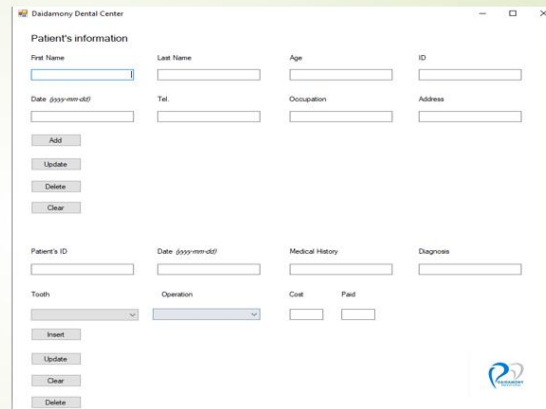 Daidamony Dental Center
Patient's information
First Name Last Name Age ID
Date (yyyy-mm-dd) Tel. Occupation Address
Add
Update
Delete
Clear
Patient's ID Date (yyyy-mm-dd) Medical History Diagnosis
Tooth Operation Cost Paid
Insert
Update
Clear
Delete
DAIDAMONY